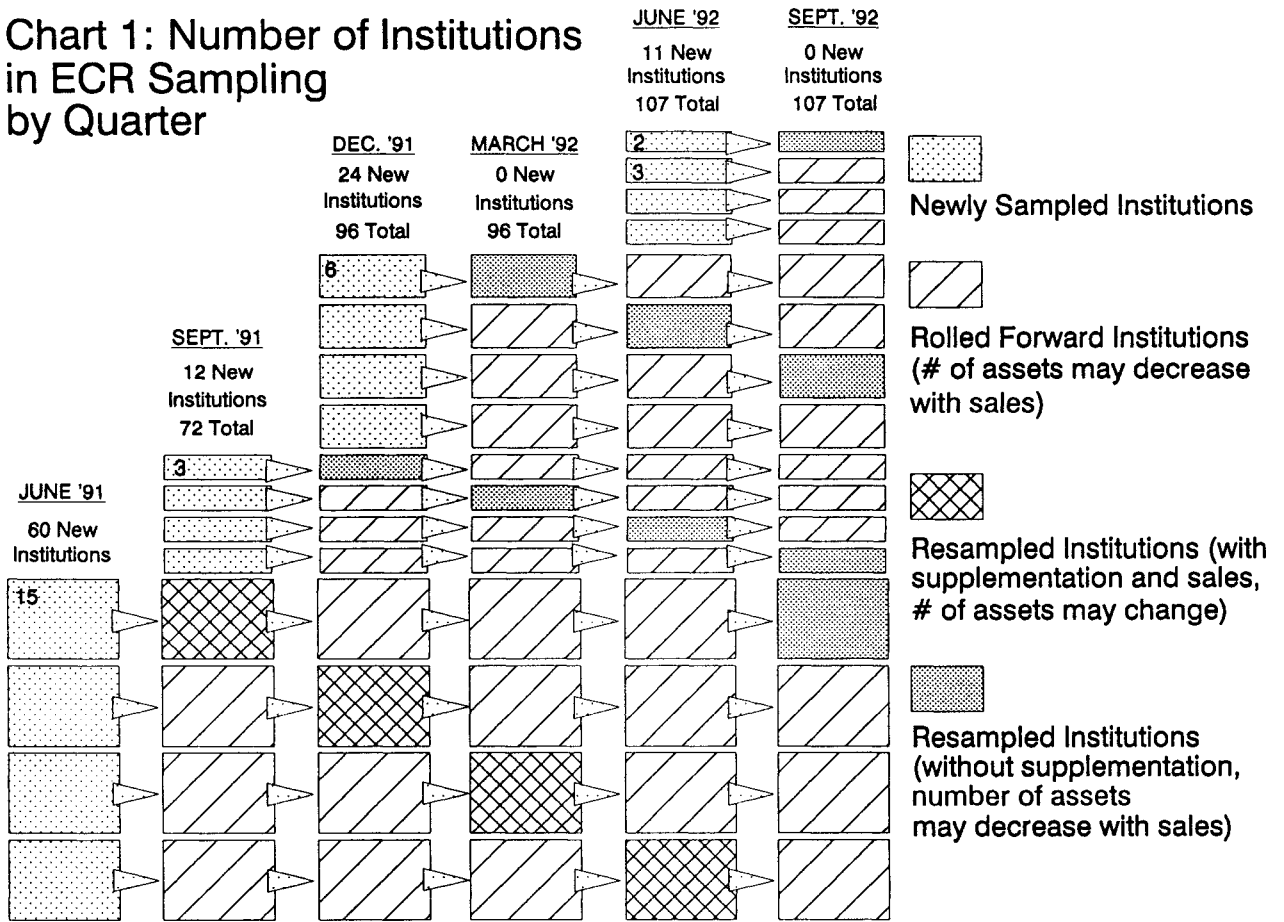 Chart 1: Number of Institutions
in ECR Sampling
by Quarter
JUNE '91
60 New
Institutions
15
SEPT. '91
12 New
Institutions
72 Total
3
DEC. '91
24 New
Institutions
96 Total
6
MARCH '92
0 New
Institutions
96 Total
JUNE '92
11 New
Institutions
107 Total
2
3
SEPT. '92
0 New
Institutions
107 Total
Newly Sampled Institutions
Rolled Forward Institutions
(# of assets may decrease
with sales)
Resampled Institutions (with
supplementation and sales,
# of assets may change)
Resampled Institutions
(without supplementation,
number of assets
may decrease with sales)